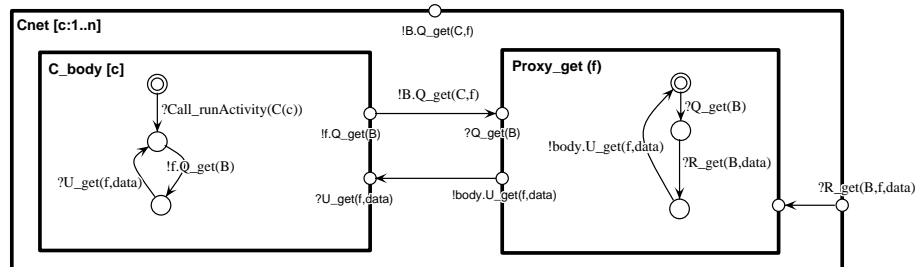 Cnet [c:1..n]
!B.Q_get(C,f)
C_body [c]
?Call_runActivity(C(c))
!f.Q_get(B)
?U_get(f,data)
!B.Q_get(C,f)
!f.Q_get(B)
?Q_get(B)
?U_get(f,data)
!body.U_get(f,data)
Proxy_get (f)
?Q_get(B)
!body.U_get(f,data)
?R_get(B,data)
?R_get(B,f,data)